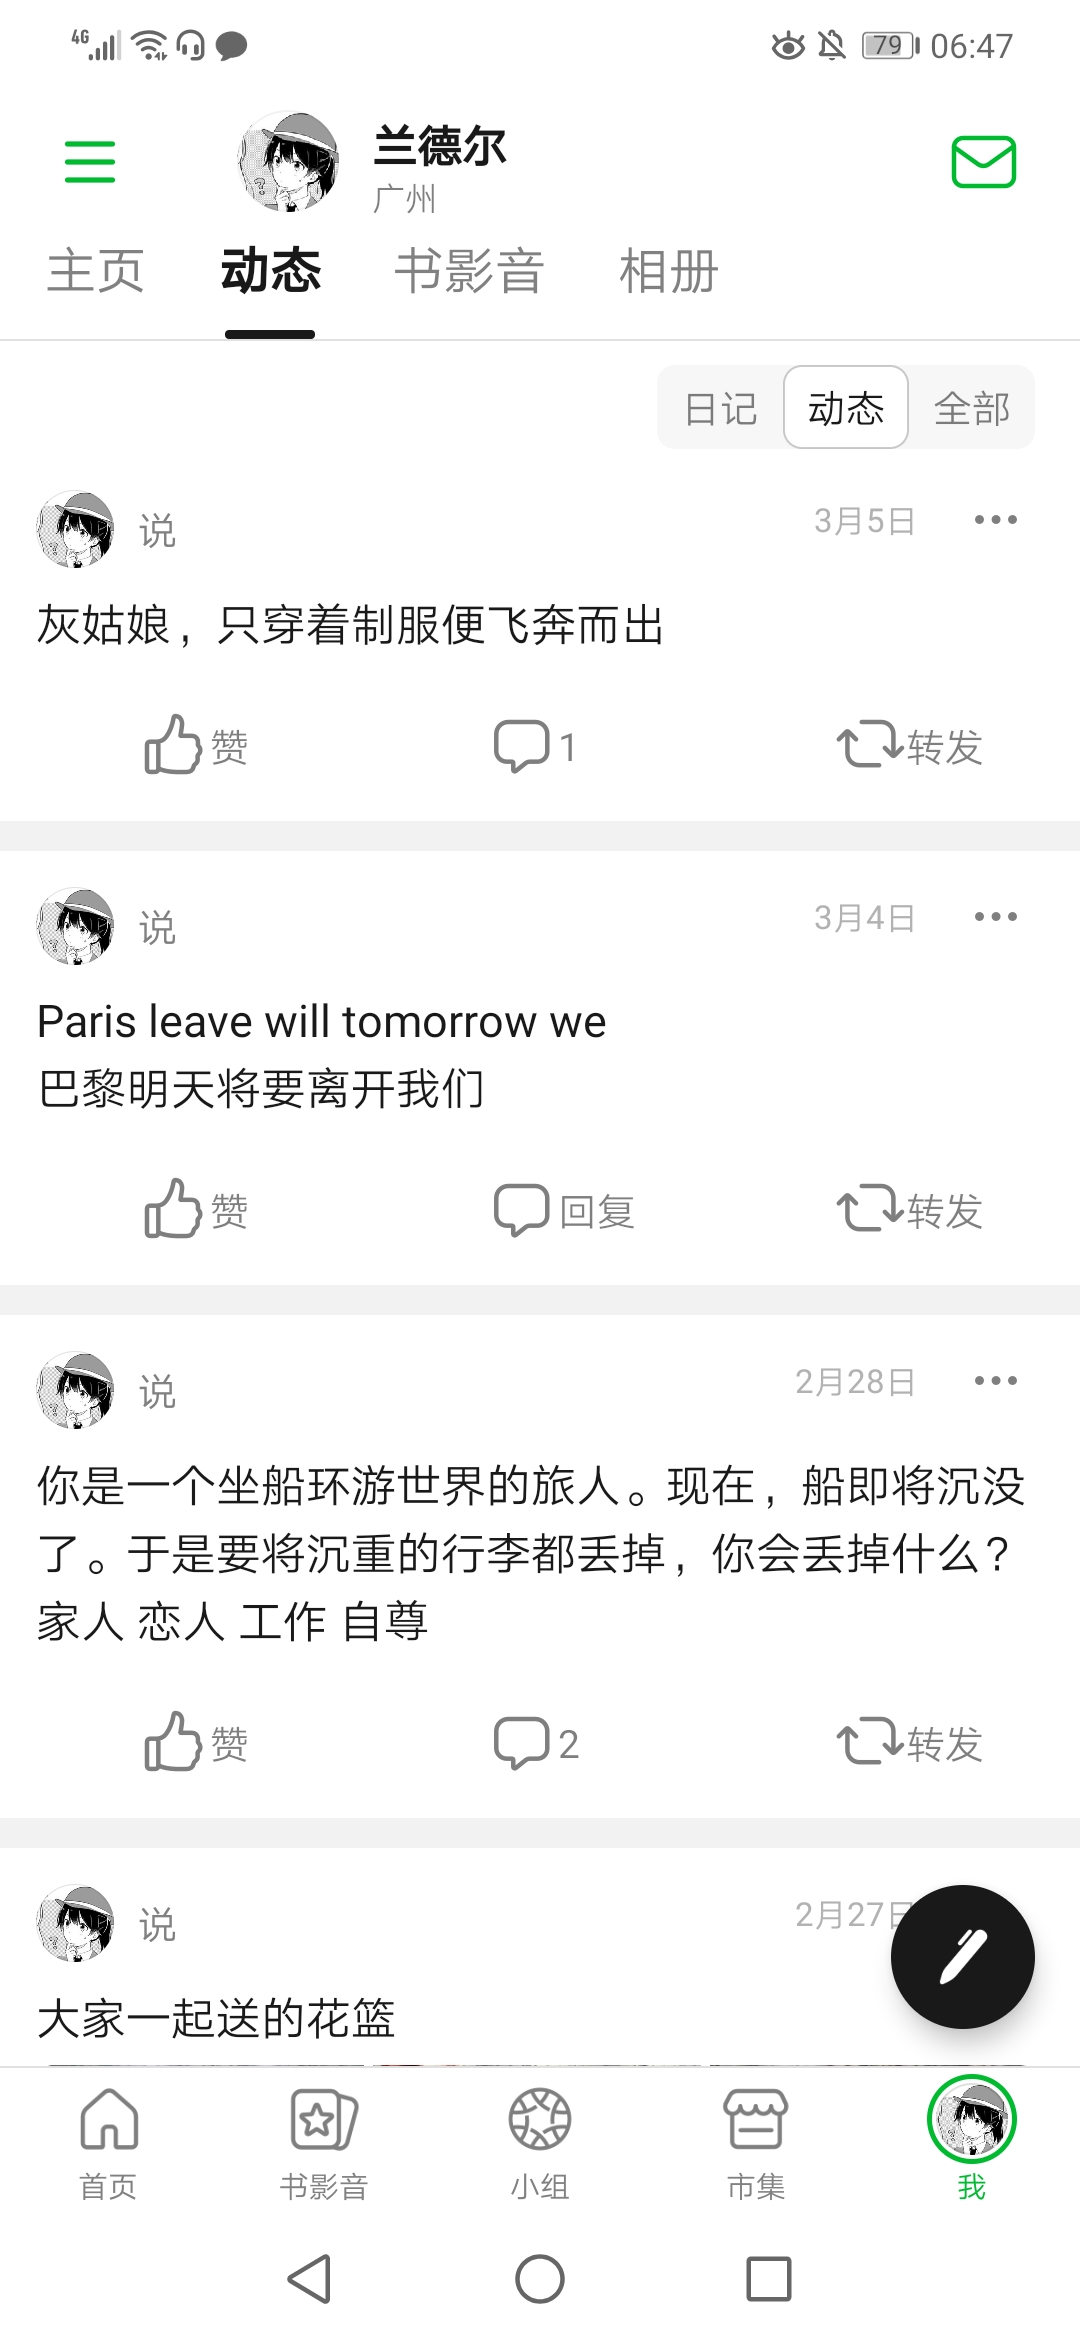 4G 79 06:47
兰德尔
广州
主页 动态 书影音 相册
日记 动态 全部
说 3月5日
灰姑娘，只穿着制服便飞奔而出
赞 1 转发
说 3月4日
Paris leave will tomorrow we
巴黎明天将要离开我们
赞 回复 转发
说 2月28日
你是一个坐船环游世界的旅人。现在，船即将沉没
了。于是要将沉重的行李都丢掉，你会丢掉什么？
家人 恋人 工作 自尊
赞 2 转发
说 2月27日
大家一起送的花篮
首页 书影音 小组 市集 我